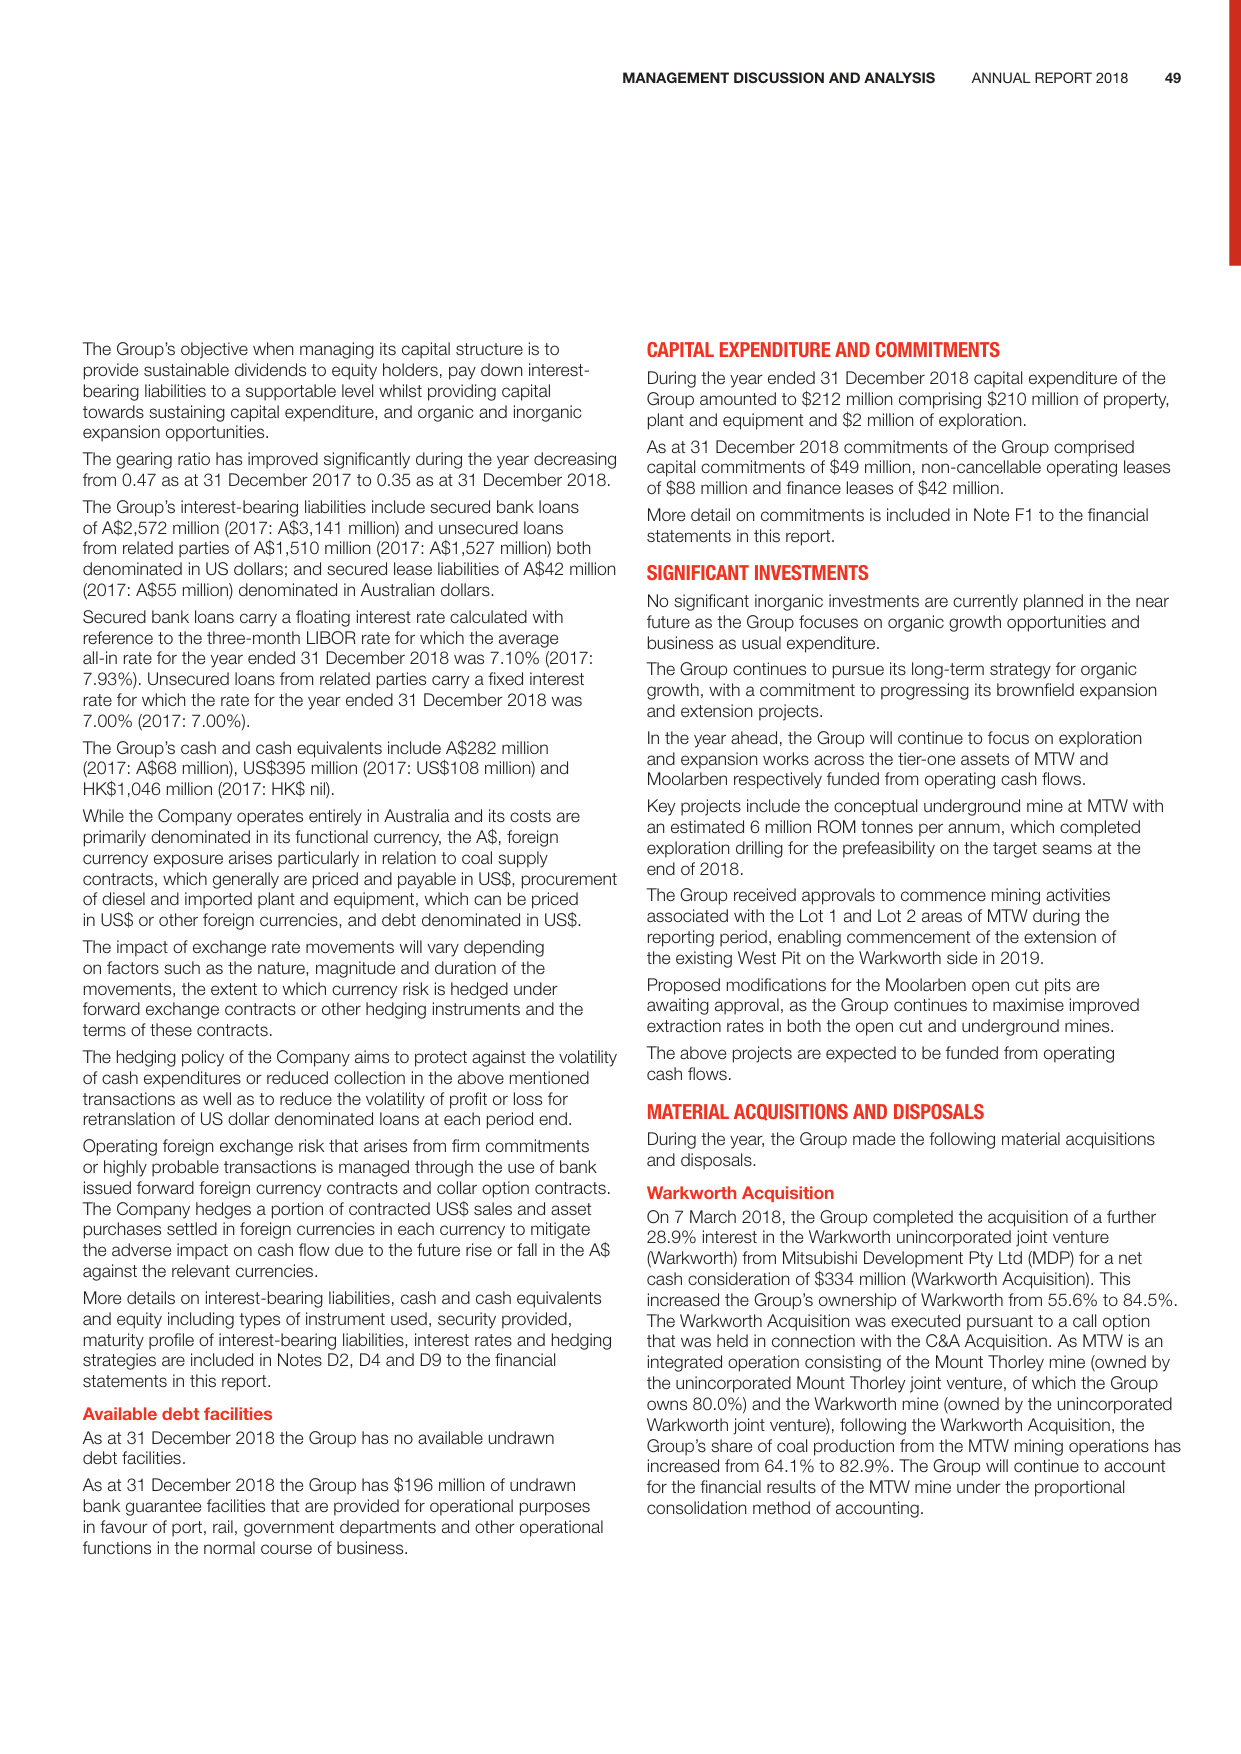 MANAGEMENT DISCUSSION AND ANALYSIS ANNUAL REPORT 2018 49
The Group's objective when managing its capital structure is to
provide sustainable dividends to equity holders, pay down interest-
bearing liabilities to a supportable level whilst providing capital
towards sustaining capital expenditure, and organic and inorganic
expansion opportunities.
The gearing ratio has improved significantly during the year decreasing
from 0.47 as at 31 December 2017 to 0.35 as at 31 December 2018.
The Group's interest-bearing liabilities include secured bank loans
of A$2,572 million (2017: A$3,141 million) and unsecured loans
from related parties of A$1,510 million (2017: A$1,527 million) both
denominated in US dollars; and secured lease liabilities of A$42 million
(2017: A$55 million) denominated in Australian dollars.
Secured bank loans carry a floating interest rate calculated with
reference to the three-month LIBOR rate for which the average
all-in rate for the year ended 31 December 2018 was 7.10% (2017:
7.93%). Unsecured loans from related parties carry a fixed interest
rate for which the rate for the year ended 31 December 2018 was
7.00% (2017: 7.00%).
The Group's cash and cash equivalents include A$282 million
(2017: A$68 million), US$395 million (2017: US$108 million) and
HK$1,046 million (2017: HK$ nil).
While the Company operates entirely in Australia and its costs are
primarily denominated in its functional currency, the A$, foreign
currency exposure arises particularly in relation to coal supply
contracts, which generally are priced and payable in US$, procurement
of diesel and imported plant and equipment, which can be priced
in US$ or other foreign currencies, and debt denominated in US$.
The impact of exchange rate movements will vary depending
on factors such as the nature, magnitude and duration of the
movements, the extent to which currency risk is hedged under
forward exchange contracts or other hedging instruments and the
terms of these contracts.
The hedging policy of the Company aims to protect against the volatility
of cash expenditures or reduced collection in the above mentioned
transactions as well as to reduce the volatility of profit or loss for
retranslation of US dollar denominated loans at each period end.
Operating foreign exchange risk that arises from firm commitments
or highly probable transactions is managed through the use of bank
issued forward foreign currency contracts and collar option contracts.
The Company hedges a portion of contracted US$ sales and asset
purchases settled in foreign currencies in each currency to mitigate
the adverse impact on cash flow due to the future rise or fall in the A$
against the relevant currencies.
More details on interest-bearing liabilities, cash and cash equivalents
and equity including types of instrument used, security provided,
maturity profile of interest-bearing liabilities, interest rates and hedging
strategies are included in Notes D2, D4 and D9 to the financial
statements in this report.
Available debt facilities
As at 31 December 2018 the Group has no available undrawn
debt facilities.
As at 31 December 2018 the Group has $196 million of undrawn
bank guarantee facilities that are provided for operational purposes
in favour of port, rail, government departments and other operational
functions in the normal course of business.
CAPITAL EXPENDITURE AND COMMITMENTS
During the year ended 31 December 2018 capital expenditure of the
Group amounted to $212 million comprising $210 million of property,
plant and equipment and $2 million of exploration.
As at 31 December 2018 commitments of the Group comprised
capital commitments of $49 million, non-cancellable operating leases
of $88 million and finance leases of $42 million.
More detail on commitments is included in Note F1 to the financial
statements in this report.
SIGNIFICANT INVESTMENTS
No significant inorganic investments are currently planned in the near
future as the Group focuses on organic growth opportunities and
business as usual expenditure.
The Group continues to pursue its long-term strategy for organic
growth, with a commitment to progressing its brownfield expansion
and extension projects.
In the year ahead, the Group will continue to focus on exploration
and expansion works across the tier-one assets of MTW and
Moolarben respectively funded from operating cash flows.
Key projects include the conceptual underground mine at MTW with
an estimated 6 million ROM tonnes per annum, which completed
exploration drilling for the prefeasibility on the target seams at the
end of 2018.
The Group received approvals to commence mining activities
associated with the Lot 1 and Lot 2 areas of MTW during the
reporting period, enabling commencement of the extension of
the existing West Pit on the Warkworth side in 2019.
Proposed modifications for the Moolarben open cut pits are
awaiting approval, as the Group continues to maximise improved
extraction rates in both the open cut and underground mines.
The above projects are expected to be funded from operating
cash flows.
MATERIAL ACQUISITIONS AND DISPOSALS
During the year, the Group made the following material acquisitions
and disposals.
Warkworth Acquisition
On 7 March 2018, the Group completed the acquisition of a further
28.9% interest in the Warkworth unincorporated joint venture
(Warkworth) from Mitsubishi Development Pty Ltd (MDP) for a net
cash consideration of $334 million (Warkworth Acquisition). This
increased the Group's ownership of Warkworth from 55.6% to 84.5%.
The Warkworth Acquisition was executed pursuant to a call option
that was held in connection with the C&A Acquisition. As MTW is an
integrated operation consisting of the Mount Thorley mine (owned by
the unincorporated Mount Thorley joint venture, of which the Group
owns 80.0%) and the Warkworth mine (owned by the unincorporated
Warkworth joint venture), following the Warkworth Acquisition, the
Group's share of coal production from the MTW mining operations has
increased from 64.1% to 82.9%. The Group will continue to account
for the financial results of the MTW mine under the proportional
consolidation method of accounting.